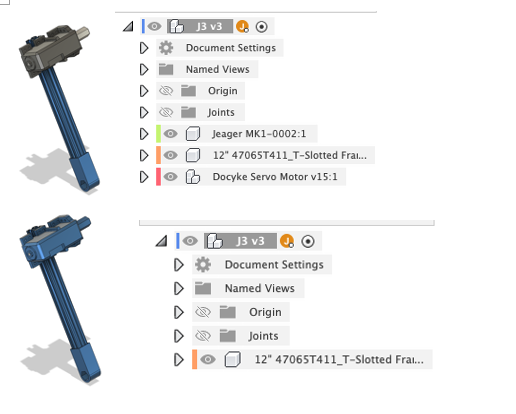 J3 v3
Document Settings
Named Views
Origin
Joints
Jeager MK1-0002:1
12" 47065T411_T-Slotted Fra...
Docyke Servo Motor v15:1
J3 v3
Document Settings
Named Views
Origin
Joints
12" 47065T411_T-Slotted Frai...